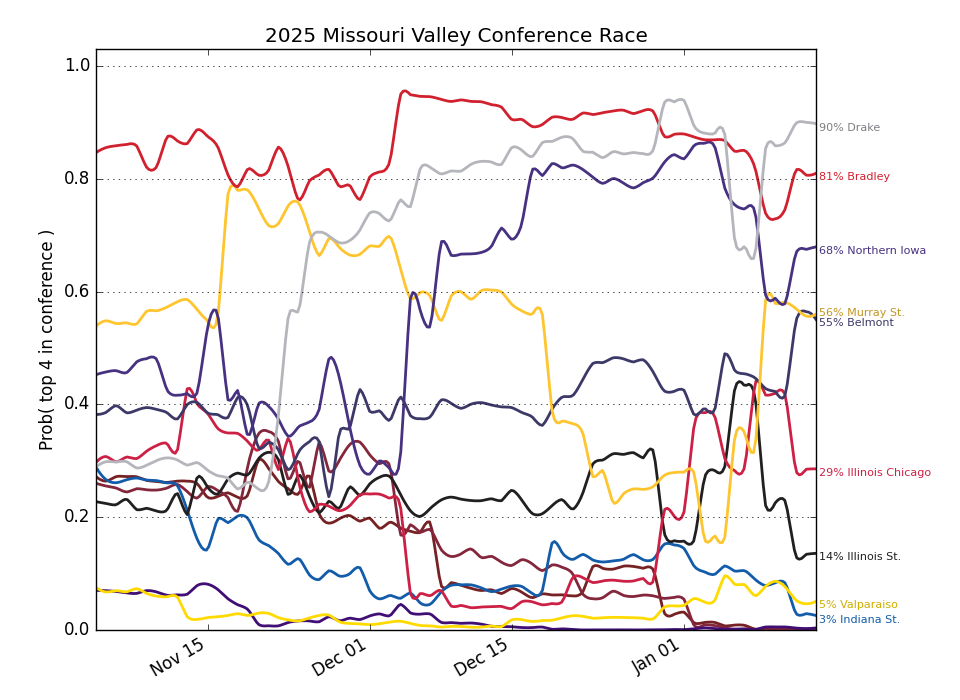 2025 Missouri Valley Conference Race
Prob( top 4 in conference )
1.0
0.8
0.6
0.4
0.2
0.0
Nov 15
Dec 01
Dec 15
Jan 01
90% Drake
81% Bradley
68% Northern Iowa
56% Murray St.
55% Belmont
29% Illinois Chicago
14% Illinois St.
5% Valparaiso
3% Indiana St.